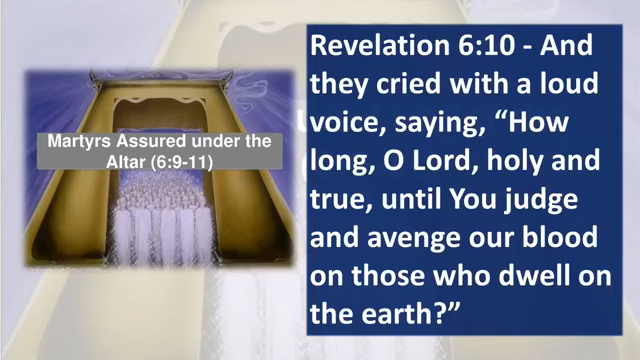 Martyrs Assured under the
Altar (6:9-11)
Revelation 6:10 - And
they cried with a loud
voice, saying, “How
long, O Lord, holy and
true, until You judge
and avenge our blood
on those who dwell on
the earth?”